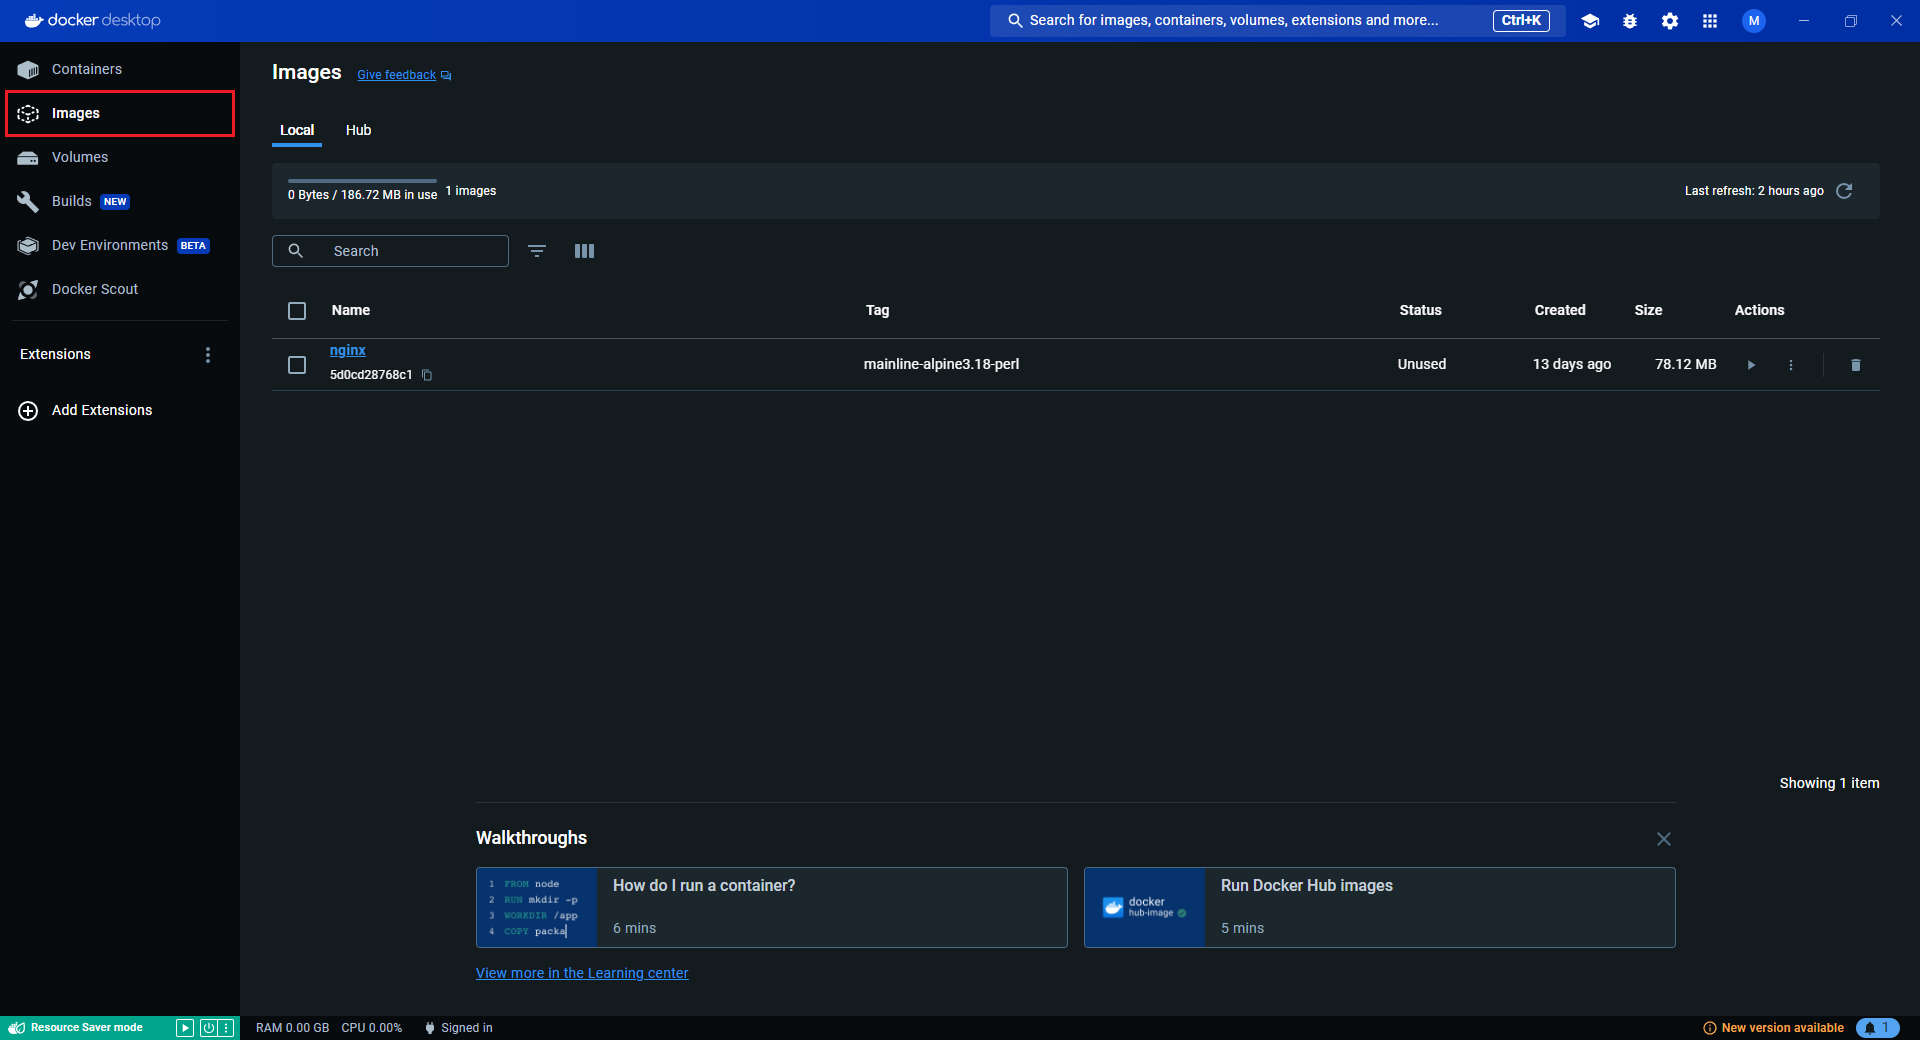 docker desktop
Search for images, containers, volumes, extensions and more...
Ctrl+K
M
Containers
Images
Volumes
Builds NEW
Dev Environments BETA
Docker Scout
Extensions
Add Extensions
Images Give feedback
Local Hub
0 Bytes / 186.72 MB in use 1 images
Last refresh: 2 hours ago
Search
Name Tag Status Created Size Actions
nginx
5d0cd28768c1
mainline-alpine3.18-perl Unused 13 days ago 78.12 MB
Showing 1 item
Walkthroughs
1 FROM node
2 RUN mkdir -p
3 WORKDIR /app
4 COPY packa
How do I run a container?
6 mins
docker
hub-image
Run Docker Hub images
5 mins
View more in the Learning center
Resource Saver mode
RAM 0.00 GB CPU 0.00% Signed in
New version available 1